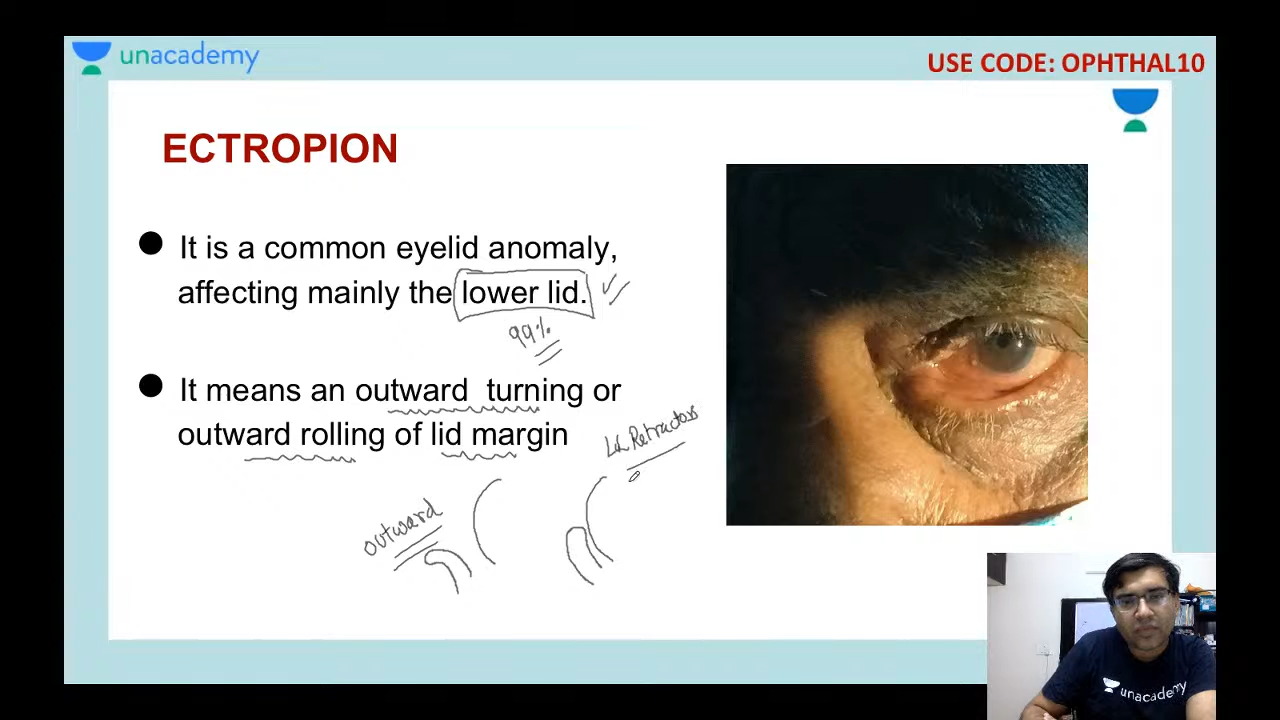 unacademy
USE CODE: OPHTHAL10
ECTROPION
● It is a common eyelid anomaly,
affecting mainly the lower lid.
99%
● It means an outward turning or
outward rolling of lid margin
Retractors
outward
unacademy